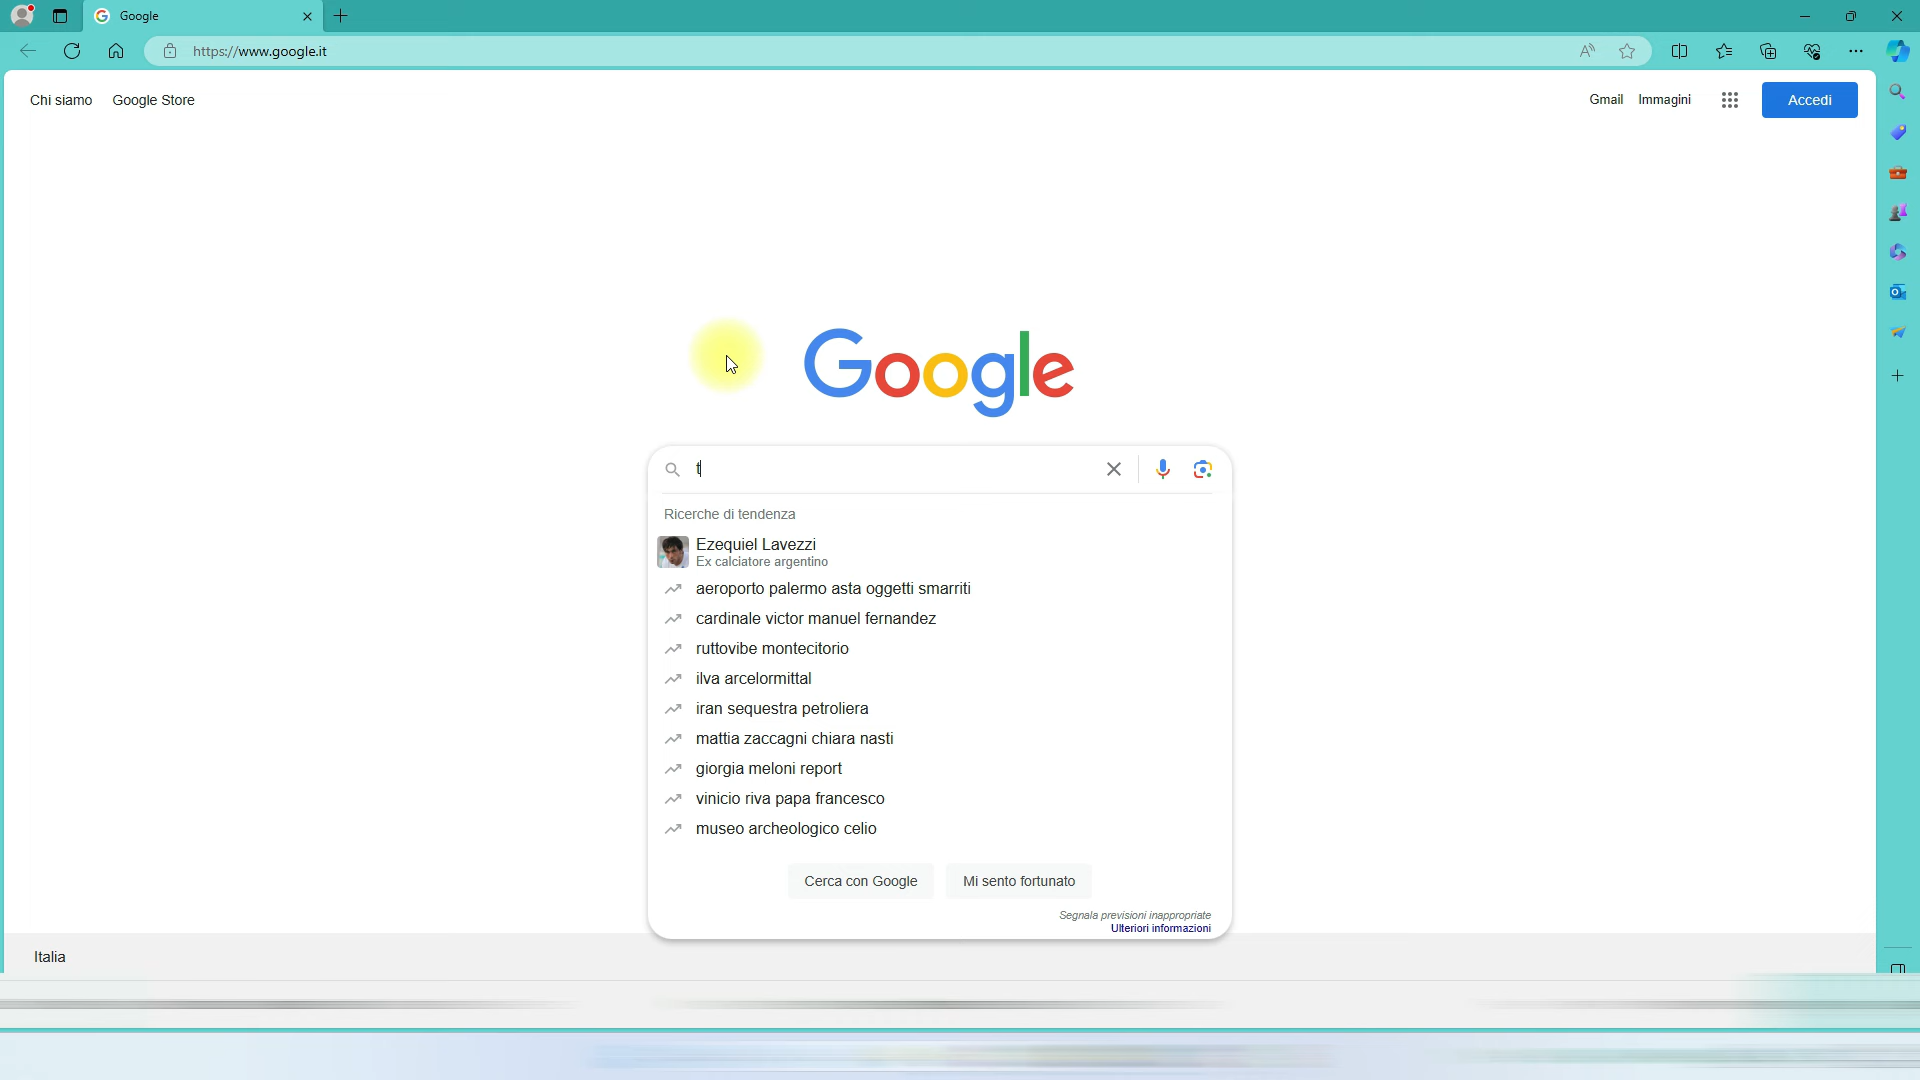 Google
https://www.google.it
Chi siamo Google Store
Gmail Immagini Accedi
Google
t
Ricerche di tendenza
Ezequiel Lavezzi
Ex calciatore argentino
aeroporto palermo asta oggetti smarriti
cardinale victor manuel fernandez
ruttovibe montecitorio
ilva arcelormittal
iran sequestra petroliera
mattia zaccagni chiara nasti
giorgia meloni report
vinicio riva papa francesco
museo archeologico celio
Cerca con Google Mi sento fortunato
Segnala previsioni inappropriate
Ulteriori informazioni
Italia